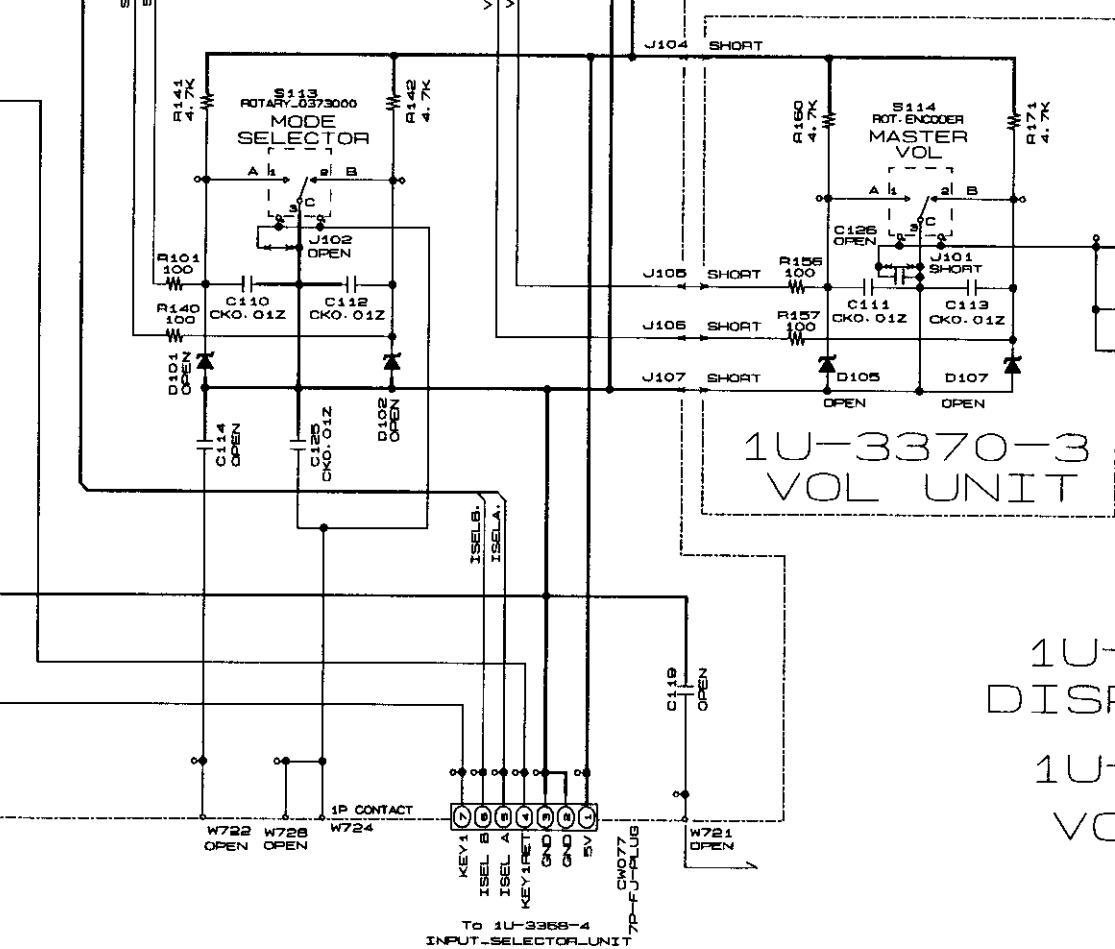 J104 SHORT
R141
4.7K
S113
ROTARY_0373000
MODE
SELECTOR
R142
4.7K
A 1 2 B
3 C
J102
OPEN
R101
100
R140
100
C110
CK0.01Z
C112
CK0.01Z
D101
OPEN
D102
OPEN
C114
OPEN
C125
CK0.01Z
R160
4.7K
S114
ROT.ENCODER
MASTER
VOL
R171
4.7K
A 1 2 B
3 C
C126
OPEN
J101
SHORT
J105 SHORT
R156
100
C111
CK0.01Z
C113
CK0.01Z
J106 SHORT
R157
100
J107 SHORT
D105
OPEN
D107
OPEN
1U-3370-3
VOL UNIT
ISELB.
ISELA.
C119
OPEN
1U-
DISP
1U-
VO
W722
OPEN
W728
OPEN
1P CONTACT
W724
7 6 5 4 3 2 1
KEY1
ISEL B
ISEL A
KEY1RET
GND
GND
5V
CW077
7P-FJ-PLUG
W721
OPEN
To 1U-3368-4
INPUT_SELECTOR_UNIT